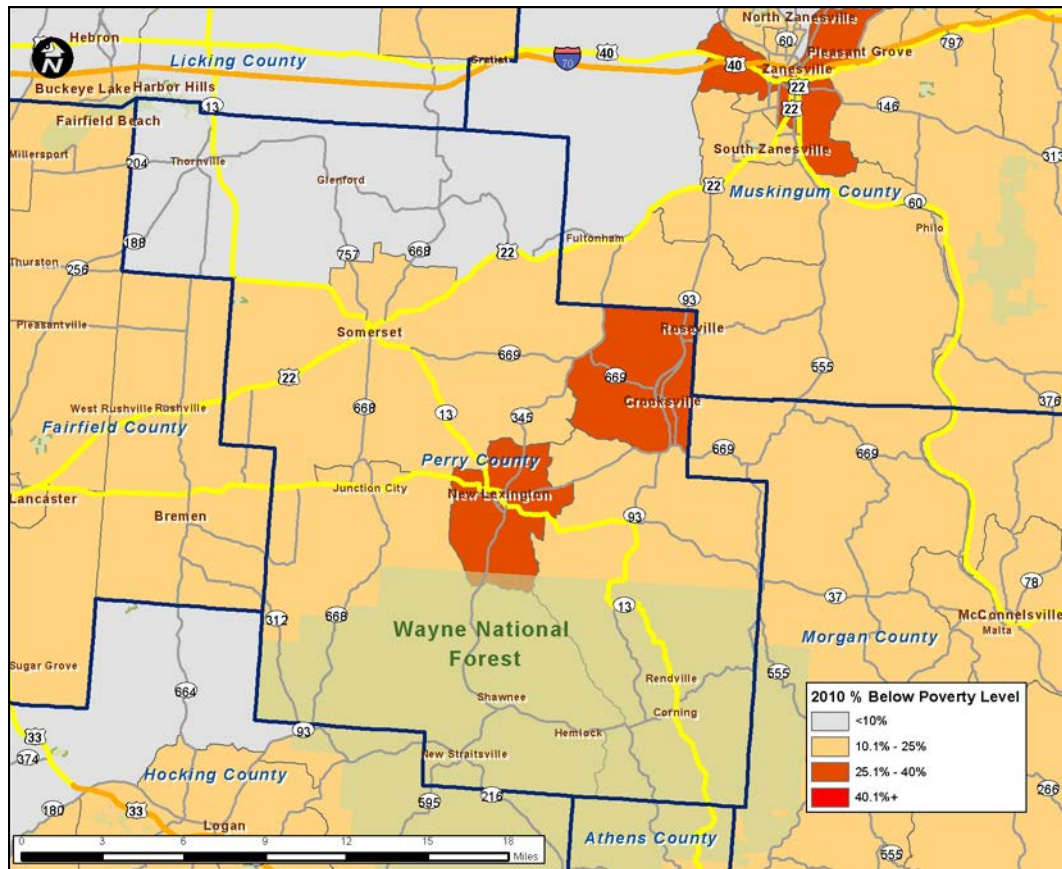 North Zanesville
Hebron
60
797
Pleasant Grove
N
40
Licking County
Gratiot
70
40
Zanesville
Buckeye Lake
Harbor Hills
22
13
22
146
Fairfield Beach
South Zanesville
Millersport
204
Thornville
313
Glenford
22
Muskingum County
60
Philo
188
Fultonham
757
668
22
Thurston
256
93
Pleasantville
Somerset
Roseville
669
555
22
669
376
West Rushville
Rushville
668
13
345
Crooksville
Fairfield County
669
669
Perry County
Junction City
New Lexington
Lancaster
Bremen
93
78
37
13
McConnelsville
312
668
Malta
Wayne National
Forest
Morgan County
Sugar Grove
664
Rendville
555
Shawnee
Corning
2010 % Below Poverty Level
<10%
10.1% - 25%
25.1% - 40%
40.1%+
33
374
93
Hemlock
New Straitsville
Hocking County
266
180
33
595
216
Logan
Athens County
555
0 3 6 9 12 15 18
Miles